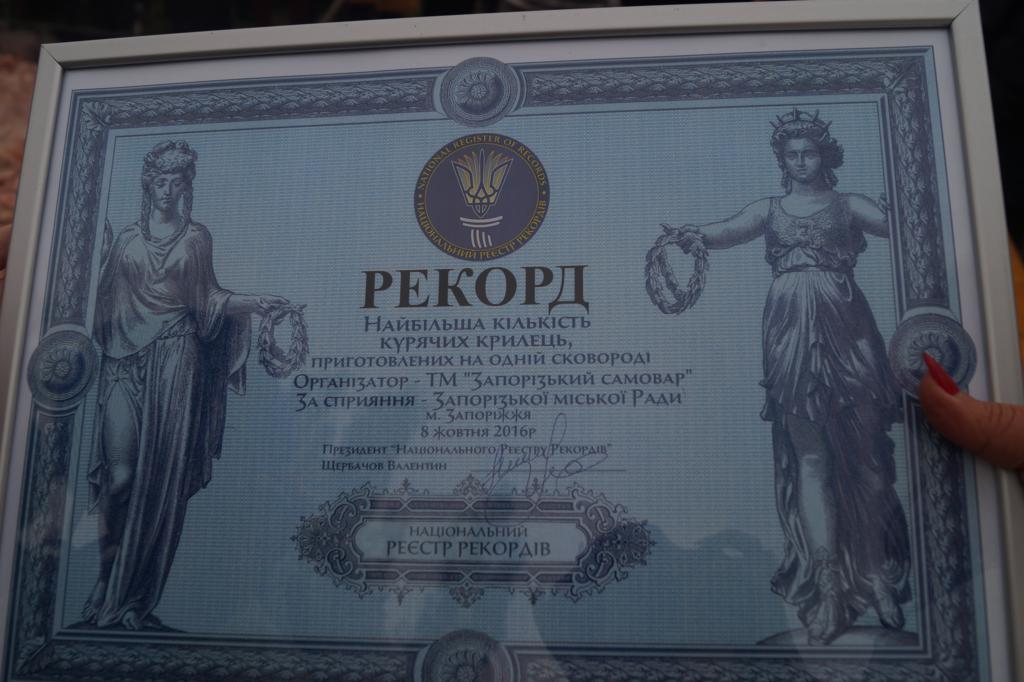 NATIONAL REGISTER OF RECORDS
НАЦІОНАЛЬНИЙ РЕЄСТР РЕКОРДІВ
РЕКОРД
НАЙБІЛЬША КІЛЬКІСТЬ
КУРЯЧИХ КРИЛЕЦЬ,
ПРИГОТОВЛЕНИХ НА ОДНІЙ СКОВОРОДІ
ОРГАНІЗАТОР - ТМ "ЗАПОРІЗЬКИЙ САМОВАР"
ЗА СПРИЯННЯ - ЗАПОРІЗЬКОЇ МІСЬКОЇ РАДИ
М. ЗАПОРІЖЖЯ
8 ЖОВТНЯ 2016Р
ПРЕЗИДЕНТ "НАЦІОНАЛЬНОГО РЕЄСТРУ РЕКОРДІВ"
ЩЕРБАЧОВ ВАЛЕНТИН
НАЦІОНАЛЬНИЙ
РЕЄСТР РЕКОРДІВ